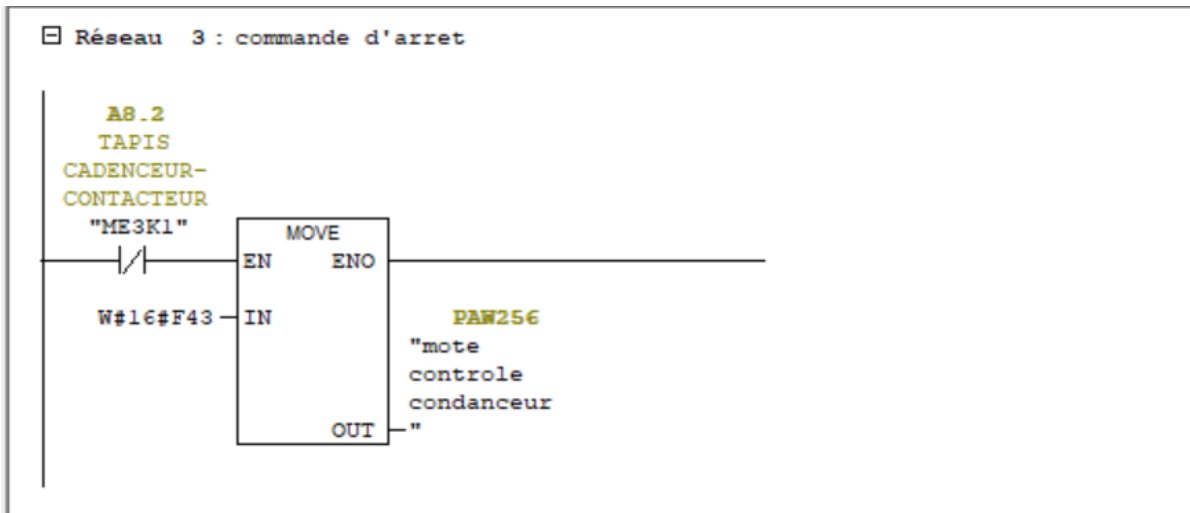 Réseau 3 : commande d'arret
A8.2
TAPIS
CADENCEUR-
CONTACTEUR
"ME3K1"
MOVE
EN ENO
W#16#F43 IN
PAW256
"mote
controle
condanceur
OUT "